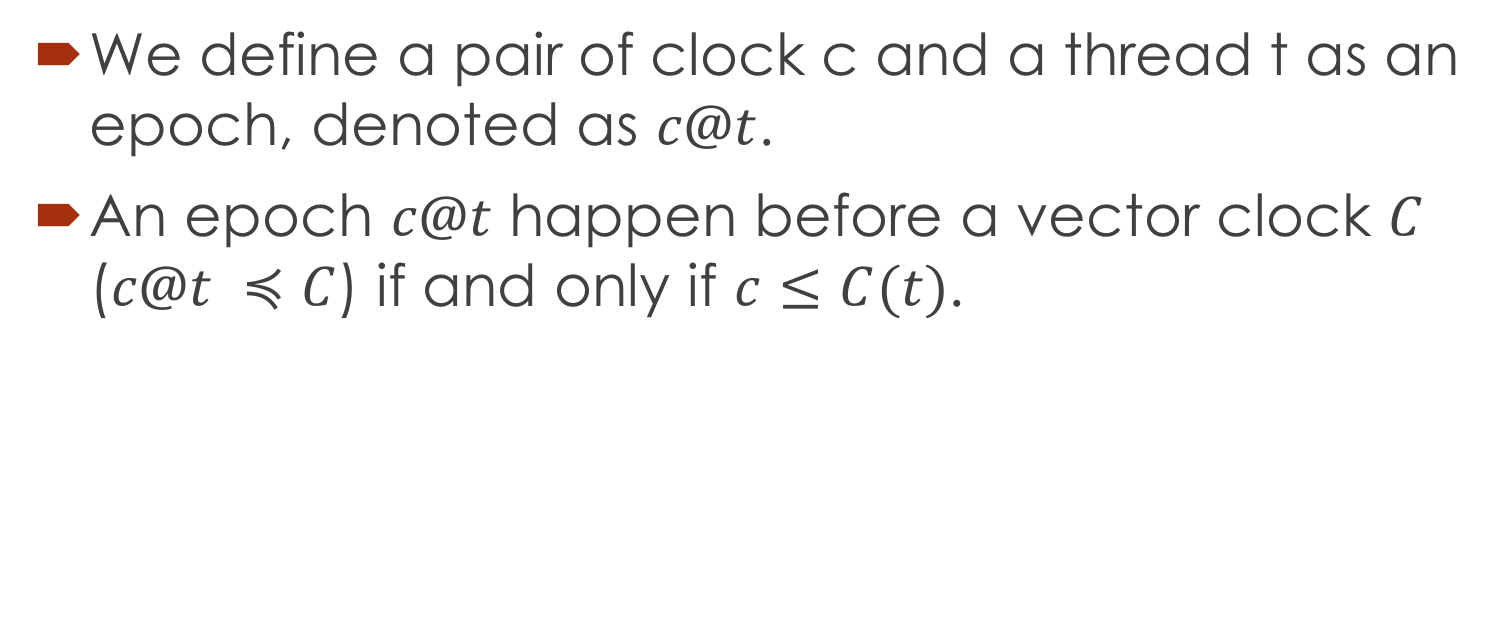 We define a pair of clock c and a thread t as an
epoch, denoted as c@t.
An epoch c@t happen before a vector clock C
(c@t ≼ C) if and only if c ≤ C(t).